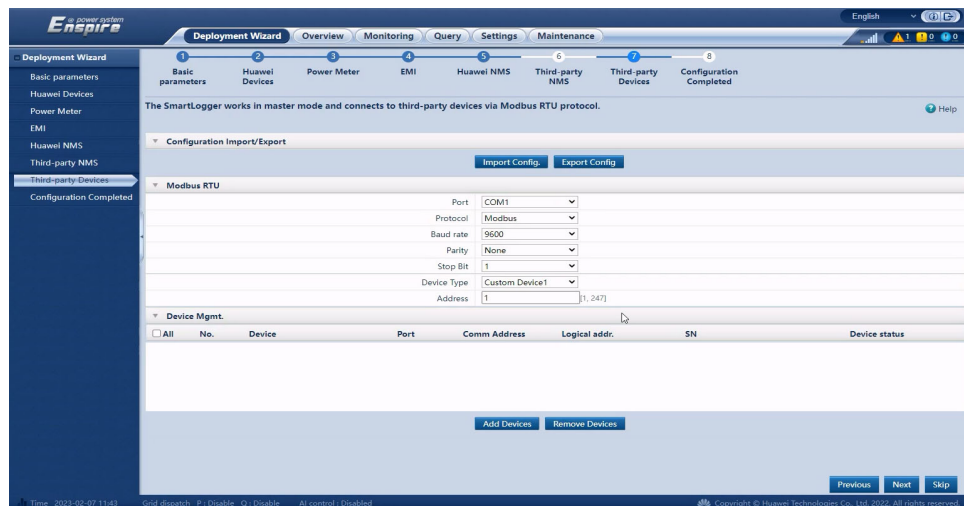 Enspire
@ power system
English
Deployment Wizard Overview Monitoring Query Settings Maintenance
1 0 0
Deployment Wizard
Basic parameters
Huawei Devices
Power Meter
EMI
Huawei NMS
Third-party NMS
Third-party Devices
Configuration Completed
1 2 3 4 5 6 7 8
Basic parameters
Huawei Devices
Power Meter
EMI
Huawei NMS
Third-party NMS
Third-party Devices
Configuration Completed
The SmartLogger works in master mode and connects to third-party devices via Modbus RTU protocol.
Help
Configuration Import/Export
Import Config. Export Config
Modbus RTU
Port COM1
Protocol Modbus
Baud rate 9600
Parity None
Stop Bit 1
Device Type Custom Device1
Address 1 [1, 247]
Device Mgmt.
All No. Device Port Comm Address Logical addr. SN Device status
Add Devices Remove Devices
Previous Next Skip
Time 2023-02-07 11:43 Grid dispatch P : Disable Q : Disable AI control : Disabled Copyright © Huawei Technologies Co., Ltd. 2022. All rights reserved.